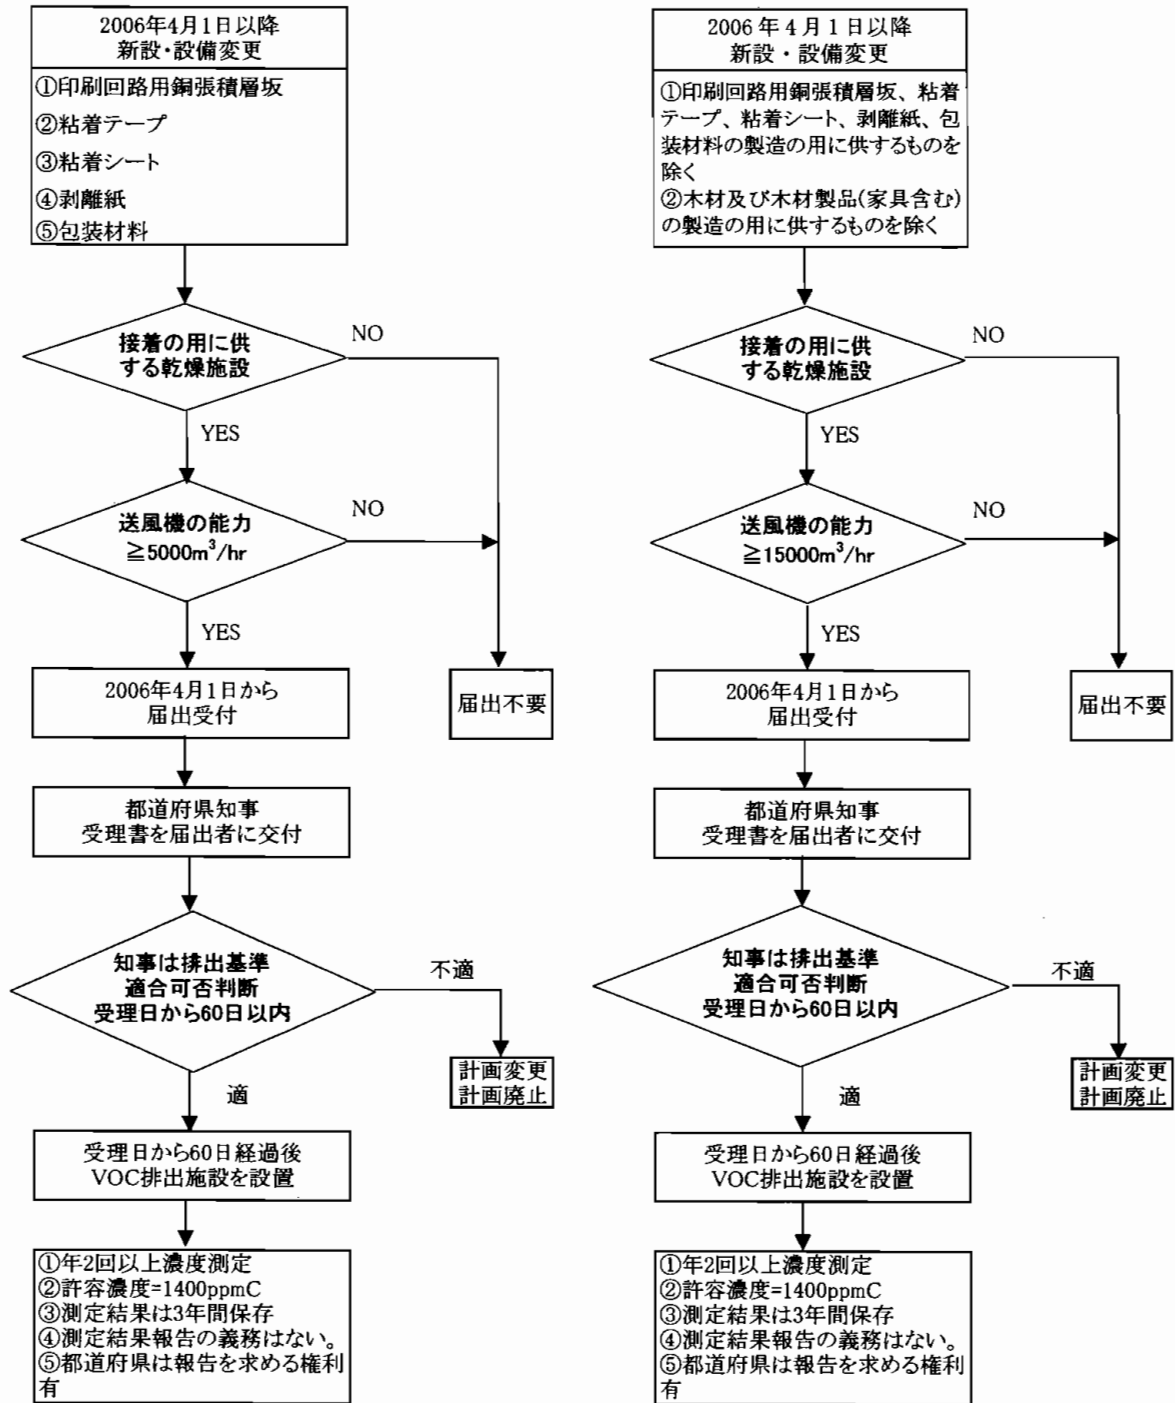 2006年4月1日以降
新設・設備変更
①印刷回路用銅張積層坂
②粘着テープ
③粘着シート
④剥離紙
⑤包装材料
接着の用に供
する乾燥施設
NO
YES
送風機の能力
≧5000m³/hr
NO
YES
2006年4月1日から
届出受付
届出不要
都道府県知事
受理書を届出者に交付
知事は排出基準
適合可否判断
受理日から60日以内
不適
計画変更
計画廃止
適
受理日から60日経過後
VOC排出施設を設置
①年2回以上濃度測定
②許容濃度=1400ppmC
③測定結果は3年間保存
④測定結果報告の義務はない。
⑤都道府県は報告を求める権利
有
2006年4月1日以降
新設・設備変更
①印刷回路用銅張積層坂、粘着
テープ、粘着シート、剥離紙、包
装材料の製造の用に供するものを
除く
②木材及び木材製品(家具含む)
の製造の用に供するものを除く
接着の用に供
する乾燥施設
NO
YES
送風機の能力
≧15000m³/hr
NO
YES
2006年4月1日から
届出受付
届出不要
都道府県知事
受理書を届出者に交付
知事は排出基準
適合可否判断
受理日から60日以内
不適
計画変更
計画廃止
適
受理日から60日経過後
VOC排出施設を設置
①年2回以上濃度測定
②許容濃度=1400ppmC
③測定結果は3年間保存
④測定結果報告の義務はない。
⑤都道府県は報告を求める権利
有